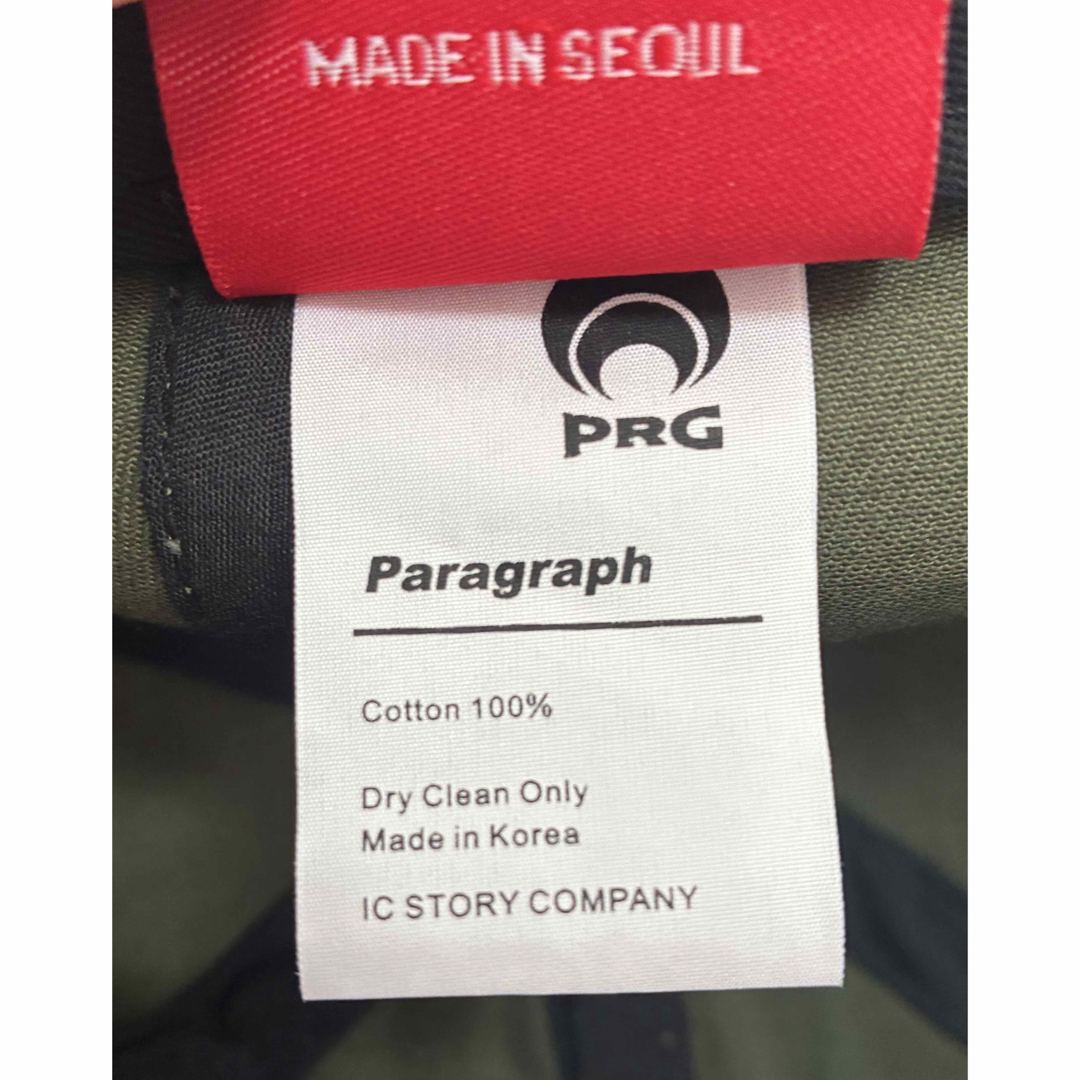 MADE IN SEOUL
PRG
Paragraph
Cotton 100%
Dry Clean Only
Made in Korea
IC STORY COMPANY